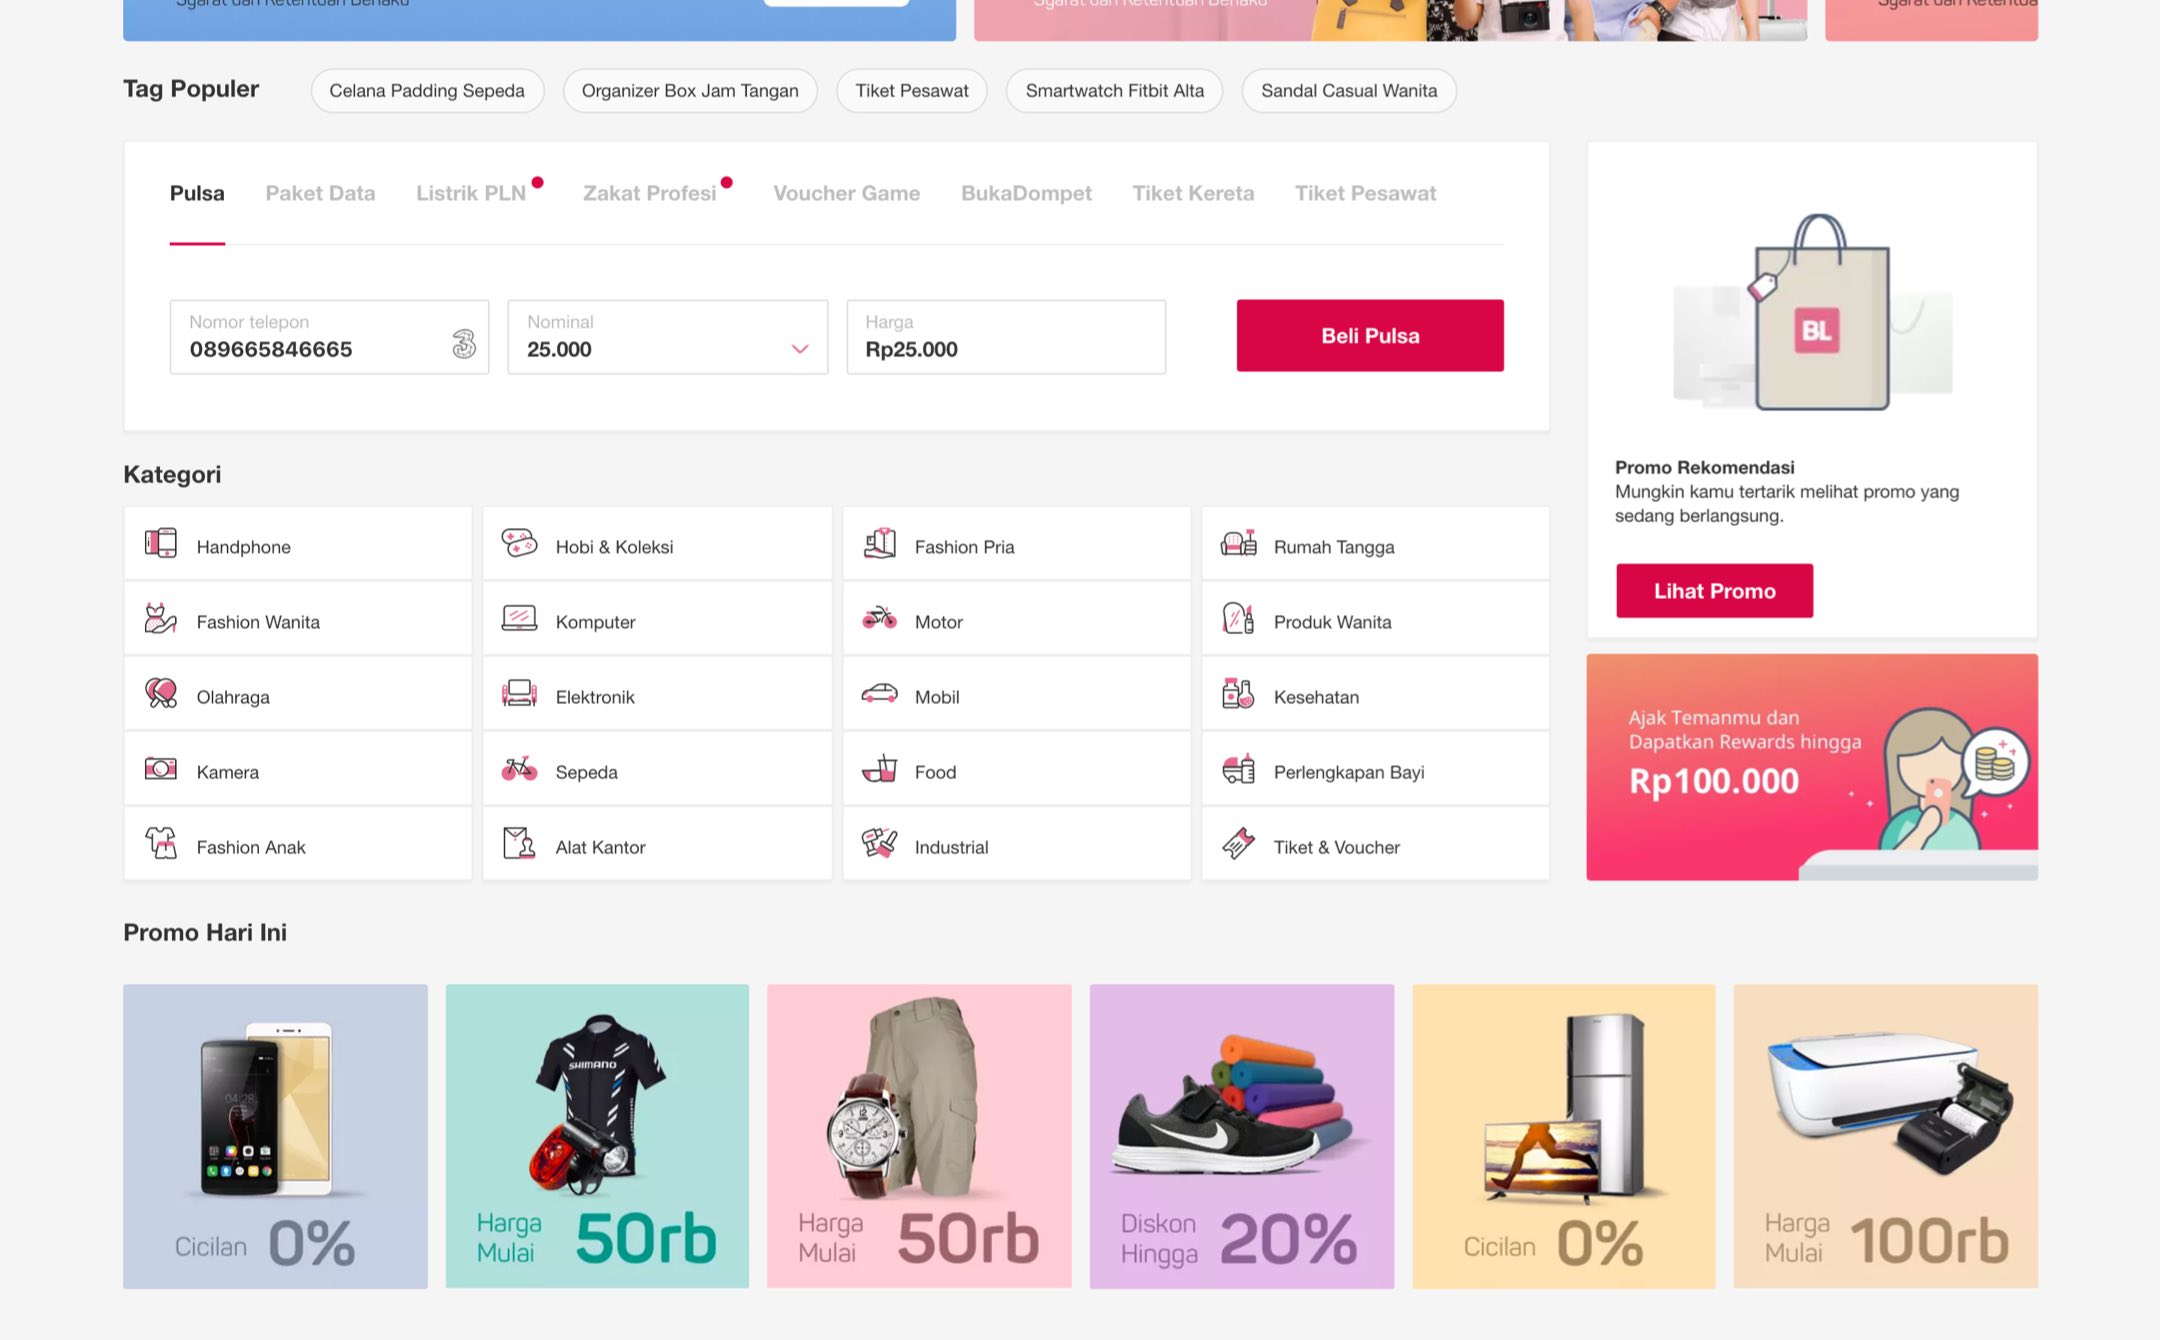 Syarat dan Ketentuan Berlaku
Syarat dan Ketentuan Berlaku
Tag Populer
Celana Padding Sepeda
Organizer Box Jam Tangan
Tiket Pesawat
Smartwatch Fitbit Alta
Sandal Casual Wanita
Pulsa
Paket Data
Listrik PLN
Zakat Profesi
Voucher Game
BukaDompet
Tiket Kereta
Tiket Pesawat
Nomor telepon
089665846665
3
Nominal
25.000
Harga
Rp25.000
Beli Pulsa
BL
Promo Rekomendasi
Mungkin kamu tertarik melihat promo yang
sedang berlangsung.
Lihat Promo
Kategori
Handphone
Hobi & Koleksi
Fashion Pria
Rumah Tangga
Fashion Wanita
Komputer
Motor
Produk Wanita
Olahraga
Elektronik
Mobil
Kesehatan
Kamera
Sepeda
Food
Perlengkapan Bayi
Fashion Anak
Alat Kantor
Industrial
Tiket & Voucher
Ajak Temanmu dan
Dapatkan Rewards hingga
Rp100.000
Promo Hari Ini
04:28
Cicilan 0%
SHIMANO
Harga
Mulai 50rb
Harga
Mulai 50rb
Diskon
Hingga 20%
Cicilan 0%
Harga
Mulai 100rb